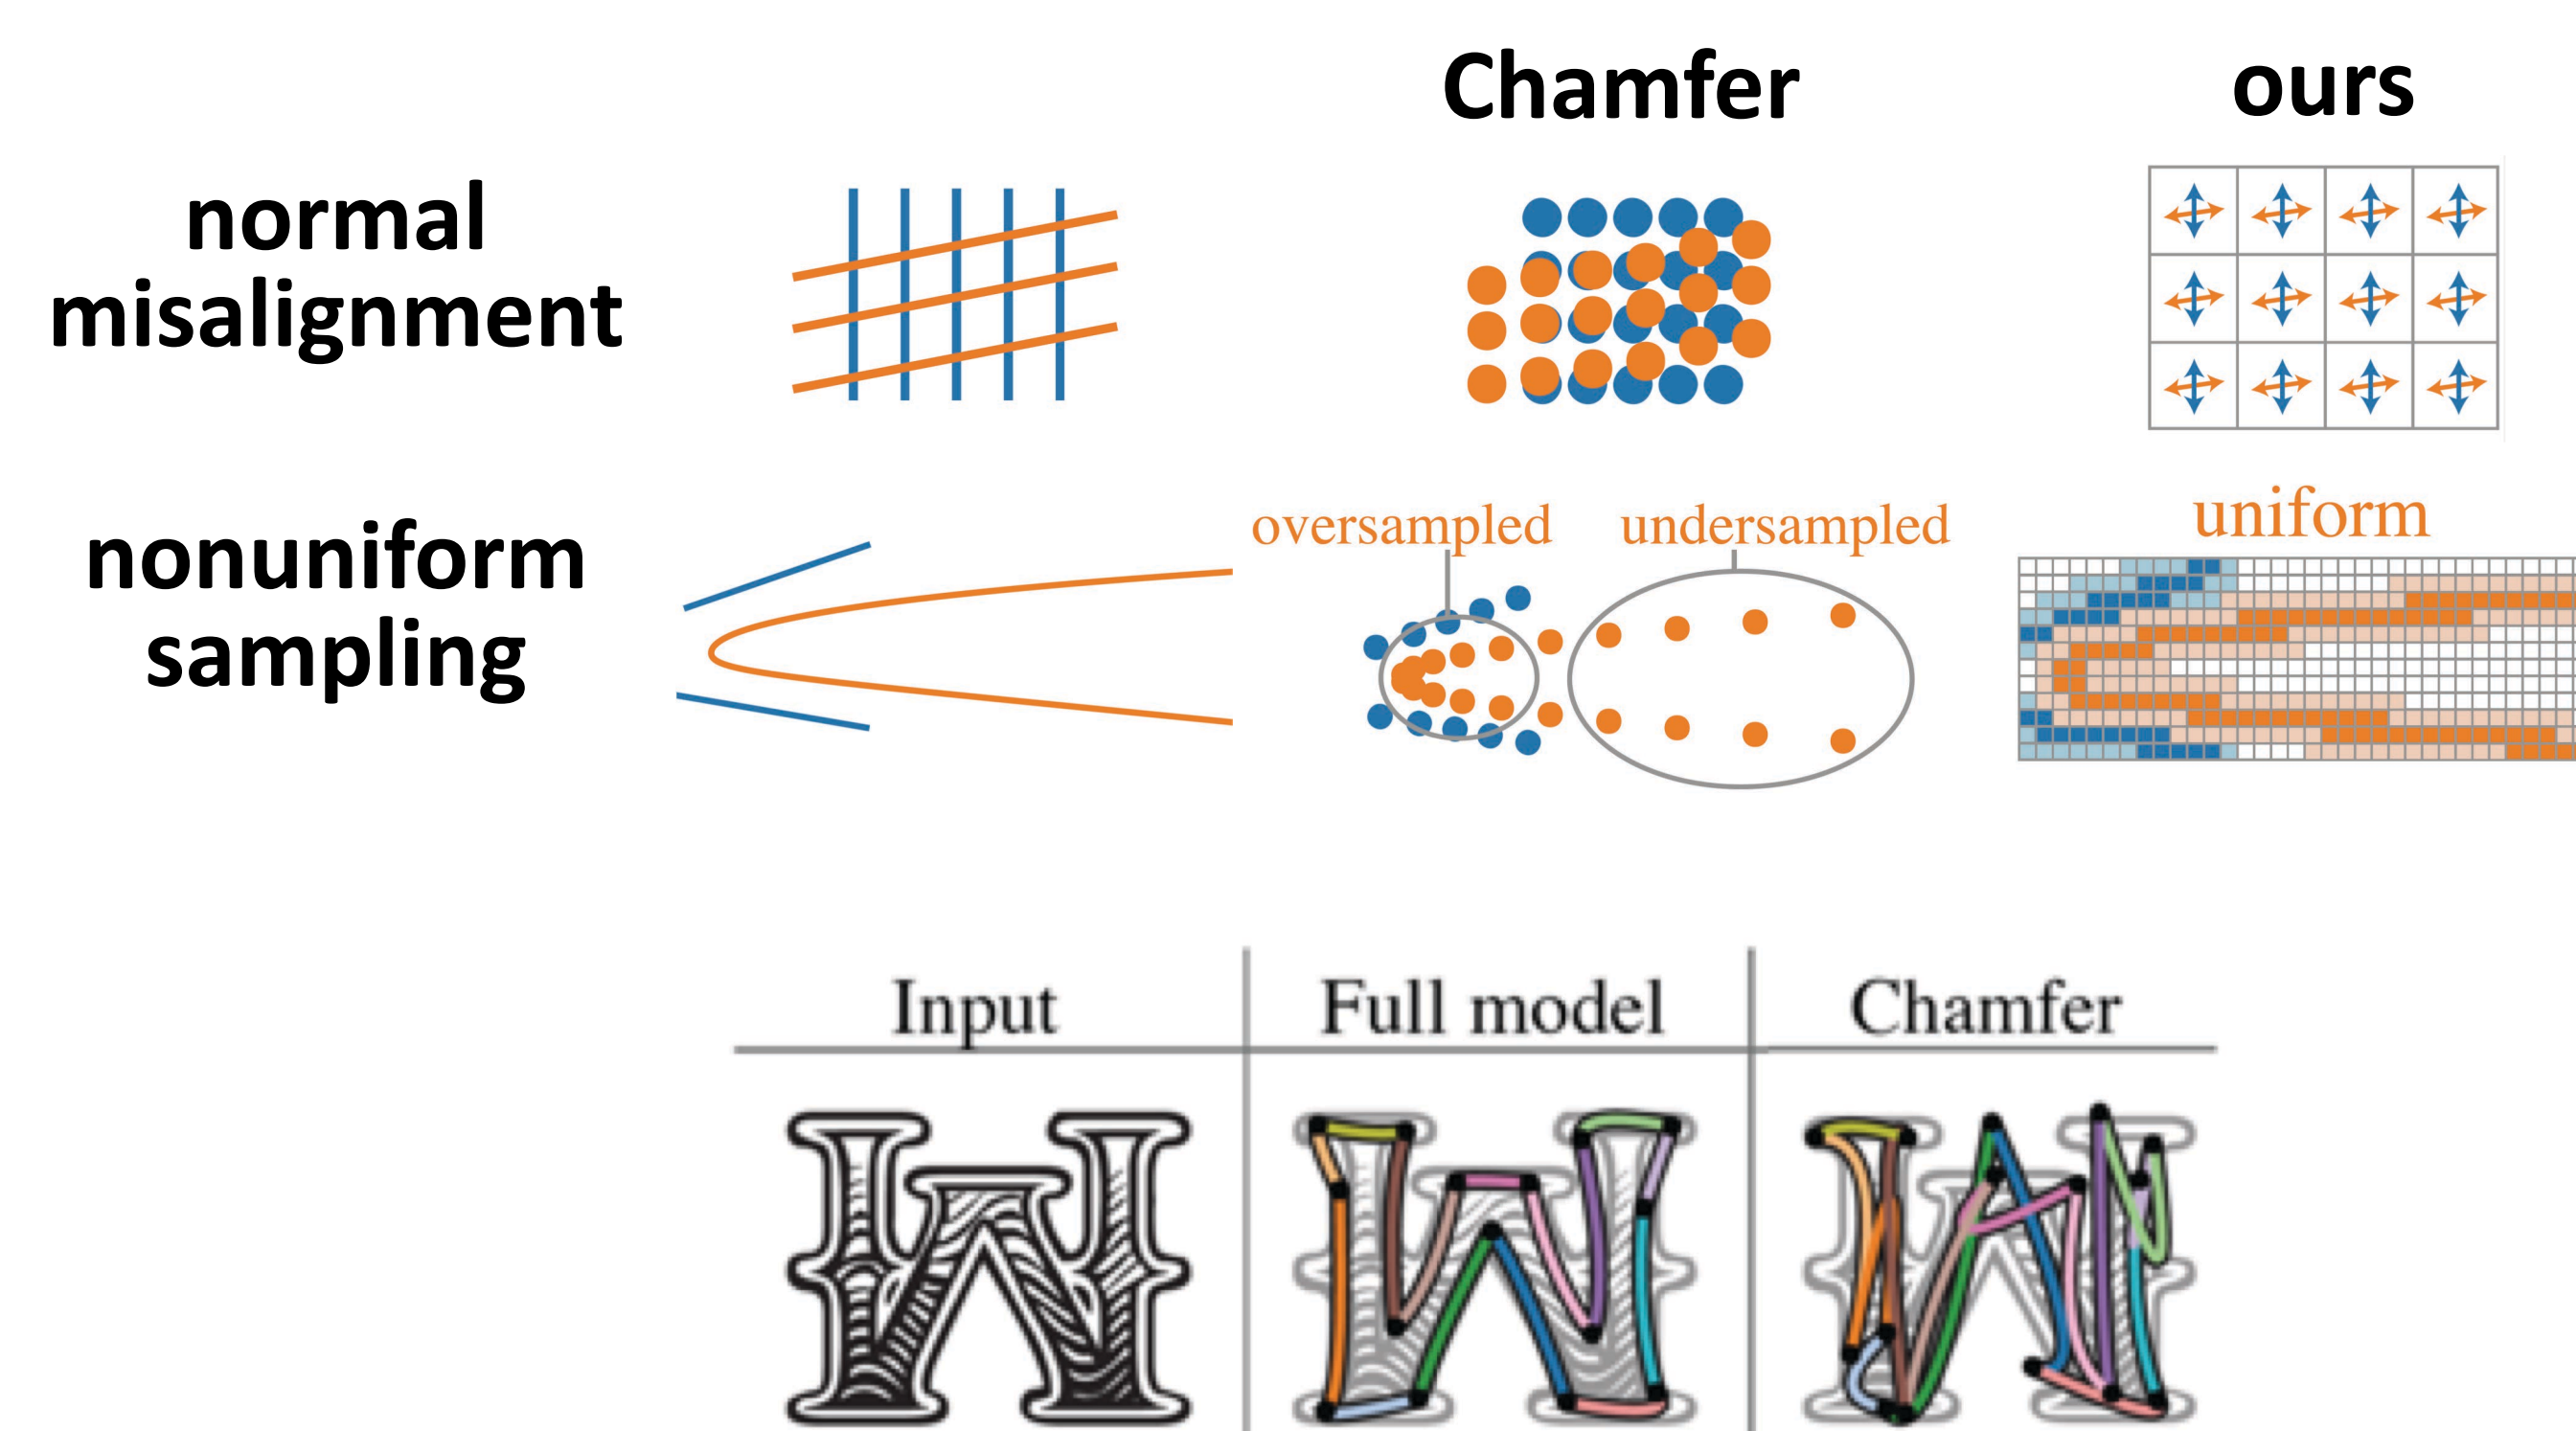 Chamfer
ours
normal
misalignment
oversampled
undersampled
uniform
nonuniform
sampling
Input
Full model
Chamfer
W